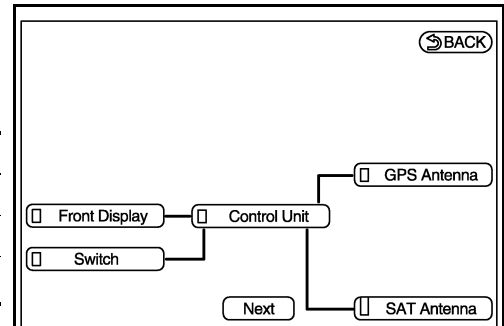 BACK
GPS Antenna
Front Display
Control Unit
Switch
Next
SAT Antenna